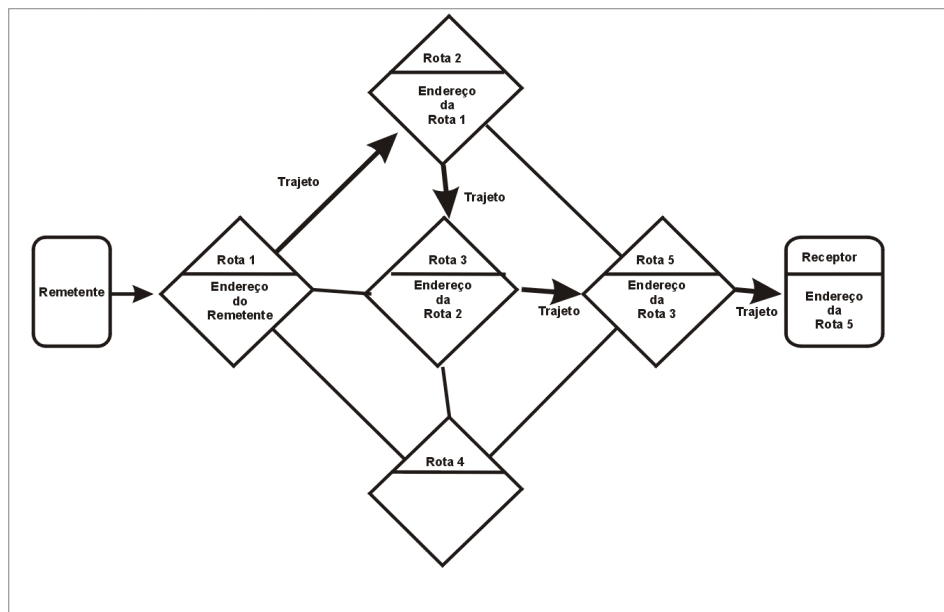 Rota 2
Endereço
da
Rota 1
Trajeto
Trajeto
Remetente
Rota 1
Endereço
do
Remetente
Rota 3
Endereço
da
Rota 2
Trajeto
Rota 5
Endereço
da
Rota 3
Trajeto
Receptor
Endereço
da
Rota 5
Rota 4